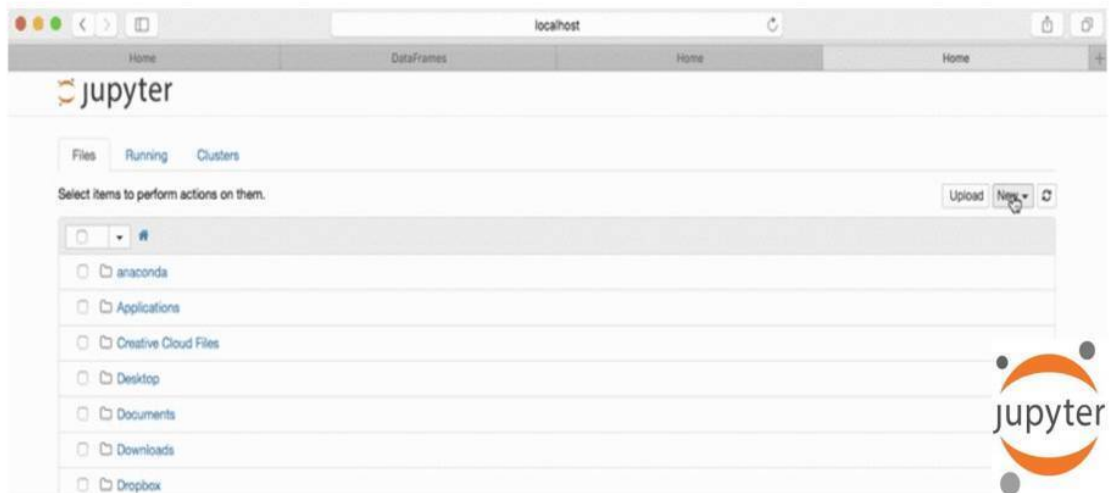 localhost
Home DataFrames Home Home
jupyter
Files Running Clusters
Select items to perform actions on them.
Upload New
anaconda
Applications
Creative Cloud Files
Desktop
Documents
Downloads
Dropbox
jupyter